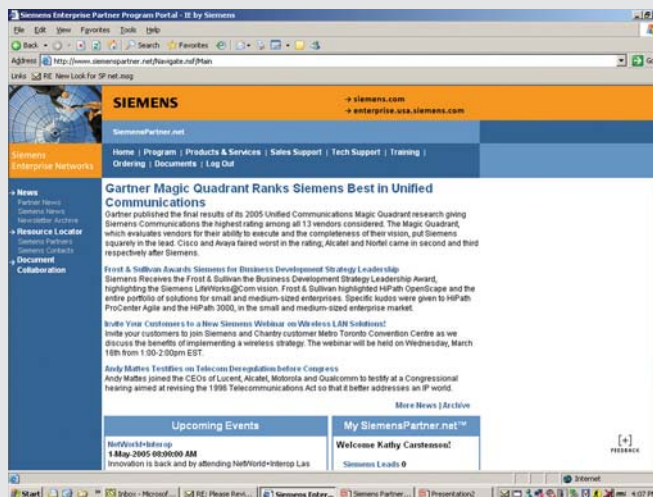 Siemens Enterprise Partner Program Portal - IE by Siemens
File Edit View Favorites Tools Help
Back Search Favorites
Address http://www.siemenspartner.net/Navigate.nsf/Main Go
Links RE New Look for SP net.msg
SIEMENS
→ siemens.com
→ enterprise.usa.siemens.com
SiemensPartner.net
Siemens
Enterprise Networks
Home | Program | Products & Services | Sales Support | Tech Support | Training |
Ordering | Documents | Log Out
→ News
Partner News
Siemens News
Newsletter Archive
→ Resource Locator
Siemens Partners
Siemens Contacts
→ Document
Collaboration
Gartner Magic Quadrant Ranks Siemens Best in Unified
Communications
Gartner published the final results of its 2005 Unified Communications Magic Quadrant research giving
Siemens Communications the highest rating among all 13 vendors considered. The Magic Quadrant,
which evaluates vendors for their ability to execute and the completeness of their vision, put Siemens
squarely in the lead. Cisco and Avaya faired worst in the rating; Alcatel and Nortel came in second and third
respectively after Siemens.
Frost & Sullivan Awards Siemens for Business Development Strategy Leadership
Siemens Receives the Frost & Sullivan the Business Development Strategy Leadership Award,
highlighting the Siemens LifeWorks@Com vision. Frost & Sullivan highlighted HiPath OpenScape and the
entire portfolio of solutions for small and medium-sized enterprises. Specific kudos were given to HiPath
ProCenter Agile and the HiPath 3000, in the small and medium-sized enterprise market.
Invite Your Customers to a New Siemens Webinar on Wireless LAN Solutions!
Invite your customers to join Siemens and Chantry customer Metro Toronto Convention Centre as we
discuss the benefits of implementing a wireless strategy. The webinar will be held on Wednesday, March
16th from 1:00-2:00pm EST.
Andy Mattes Testifies on Telecom Deregulation before Congress
Andy Mattes joined the CEOs of Lucent, Alcatel, Motorola and Qualcomm to testify at a Congressional
hearing aimed at revising the 1996 Telecommunications Act so that it better addresses an IP world.
More News | Archive
Upcoming Events
NetWorld+Interop
1-May-2005 08:00:00 AM
Innovation is back and by attending NetWorld+Interop Las
My SiemensPartner.net™
Welcome Kathy Carstenson!
Siemens Leads 0
[+]
FEEDBACK
Internet
Start Inbox - Microsof... RE: Please Revi... Siemens Enter... Siemens Partner... Presentation2 4:07 PM